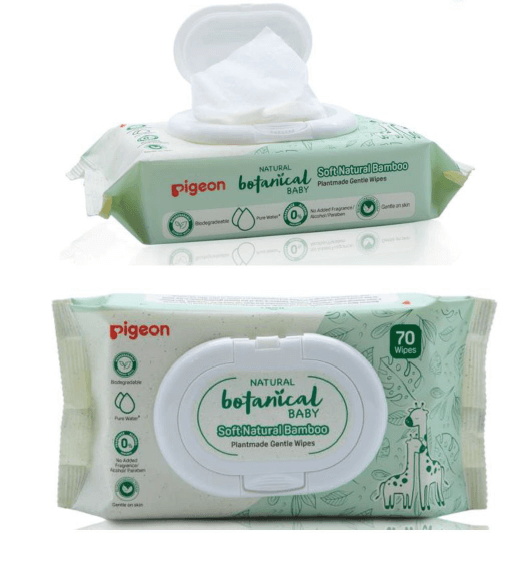 pigeon
NATURAL
botanical
BABY
Soft Natural Bamboo
Plantmade Gentle Wipes
Biodegradable
Pure Water*
0%
No Added Fragrance/
Alcohol/Paraben
Gentle on skin
pigeon
70
Wipes
Biodegradable
Pure Water*
0%
No Added
Fragrance/
Alcohol/Paraben
Gentle on skin
NATURAL
botanical
BABY
Soft Natural Bamboo
Plantmade Gentle Wipes